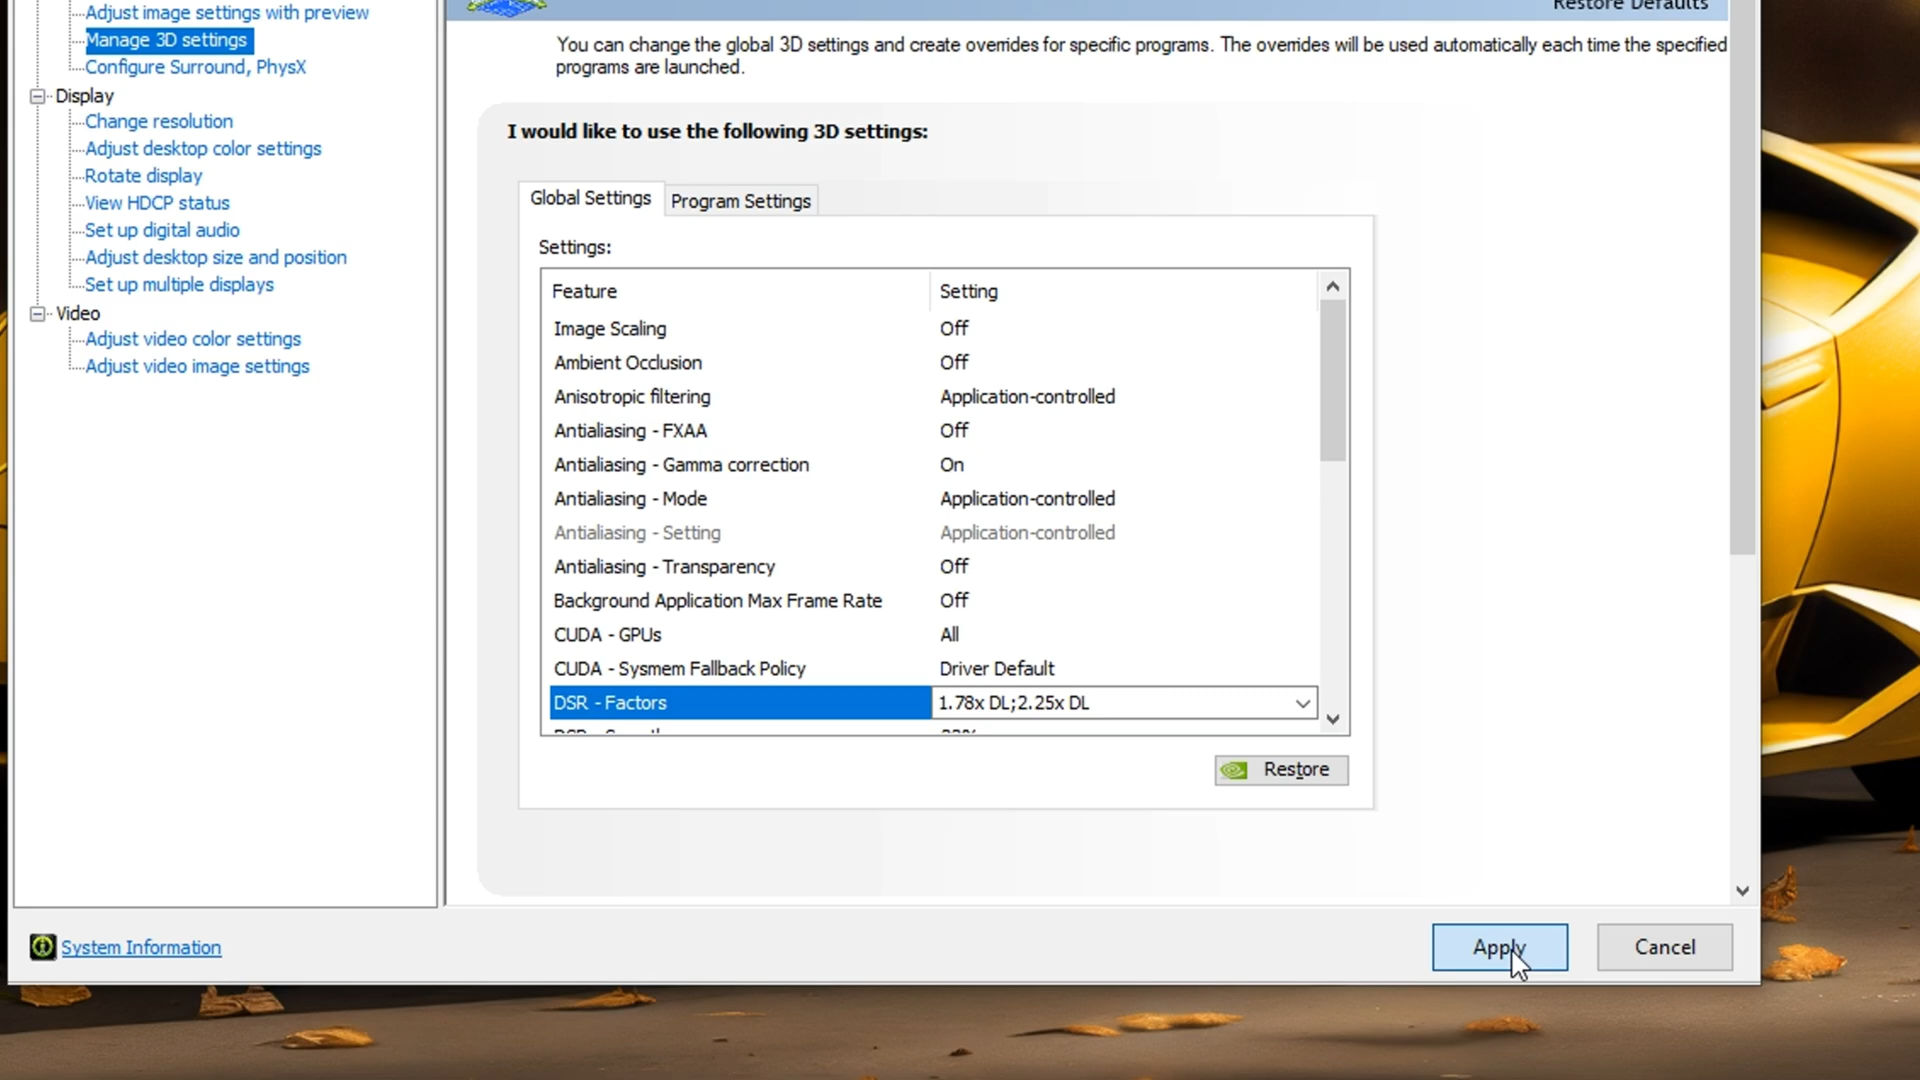 Adjust image settings with preview
Manage 3D settings
Configure Surround, PhysX
Display
Change resolution
Adjust desktop color settings
Rotate display
View HDCP status
Set up digital audio
Adjust desktop size and position
Set up multiple displays
Video
Adjust video color settings
Adjust video image settings
System Information
Restore Defaults
You can change the global 3D settings and create overrides for specific programs. The overrides will be used automatically each time the specified
programs are launched.
I would like to use the following 3D settings:
Global Settings Program Settings
Settings:
Feature Setting
Image Scaling Off
Ambient Occlusion Off
Anisotropic filtering Application-controlled
Antialiasing - FXAA Off
Antialiasing - Gamma correction On
Antialiasing - Mode Application-controlled
Antialiasing - Setting Application-controlled
Antialiasing - Transparency Off
Background Application Max Frame Rate Off
CUDA - GPUs All
CUDA - Sysmem Fallback Policy Driver Default
DSR - Factors 1.78x DL;2.25x DL
Restore
Apply Cancel